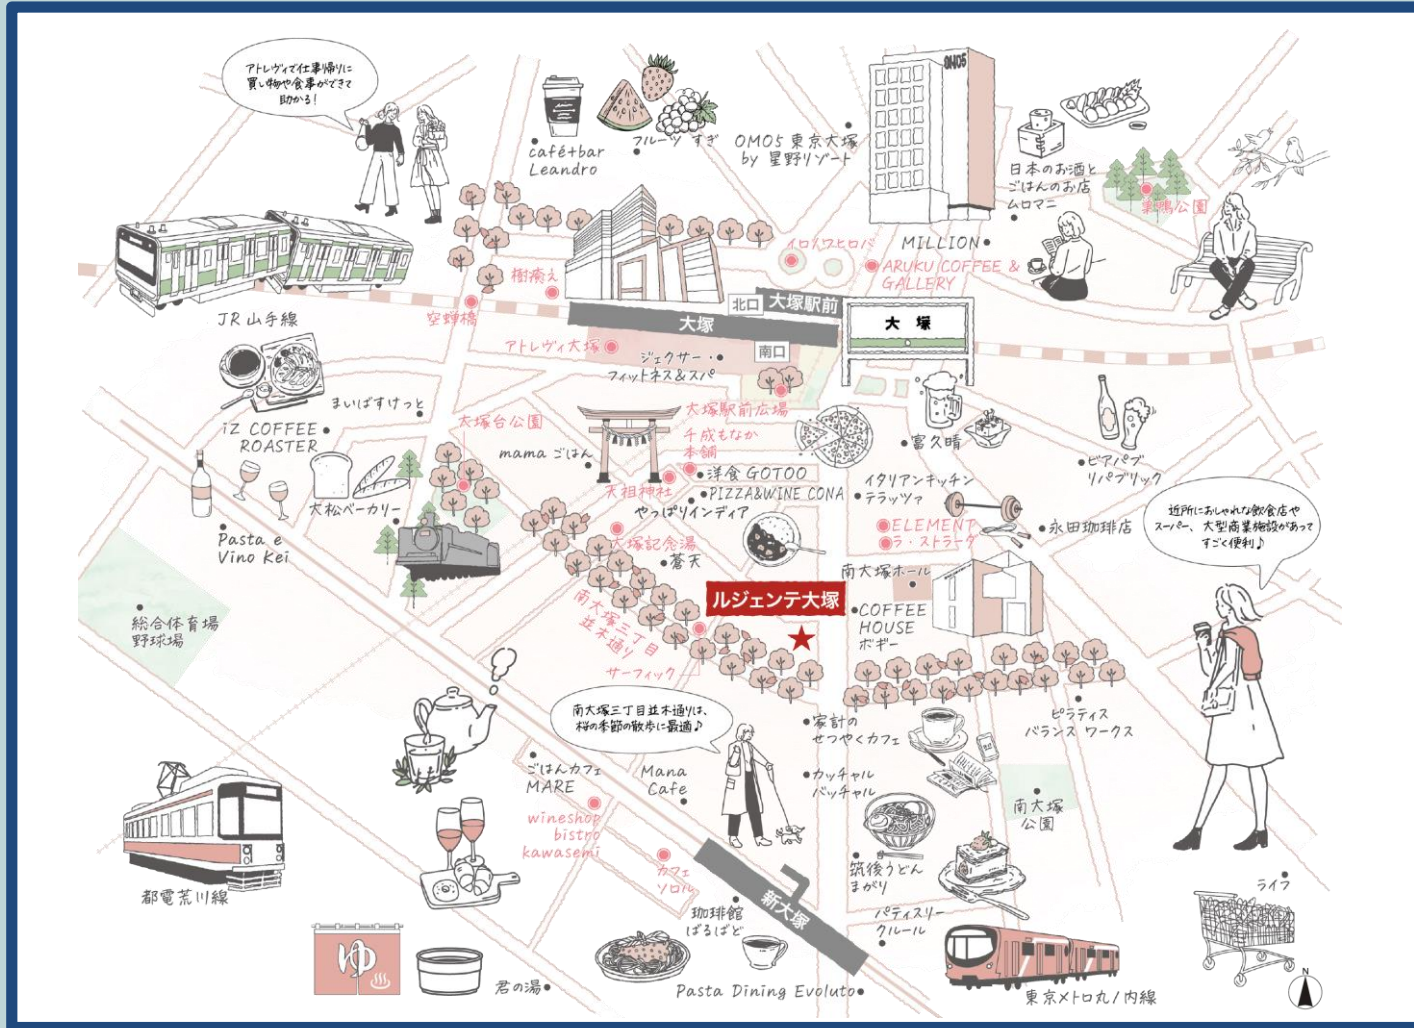 アトレヴィで仕事帰りに
買い物や食事ができて
助かる！
café+bar
Leandro
フルーツ すぎ
OMO5 東京大塚
by 星野リゾート
OMO5
日本のお酒と
ごはんのお店
ムロマニ
巣鴨公園
JR 山手線
空蝉橋
樹癒え
イロノワヒロバ
MILLION
ARUKU COFFEE &
GALLERY
北口
大塚駅前
大塚
大塚
南口
アトレヴィ大塚
ジェクサー・
フィットネス&スパ
大塚駅前広場
まいばすけっと
iZ COFFEE
ROASTER
大塚台公園
mama ごはん
千成もなか
本舗
洋食 GOTOO
天祖神社
PIZZA&WINE CONA
やっぱりインディア
富久晴
イタリアンキッチン
テラッツァ
ビアパブ
リパブリック
ELEMENT
ラ・ストラーダ
永田珈琲店
近所におしゃれな飲食店や
スーパー、大型商業施設があって
すごく便利♪
大松ベーカリー
Pasta e
Vino Kei
大塚記念湯
蒼天
南大塚ホール
ルジェンテ大塚
COFFEE
HOUSE
ボギー
総合体育場
野球場
南大塚三丁目
並木通り
サーフィック
南大塚三丁目並木通りは、
桜の季節の散歩に最適♪
家計の
せつやくカフェ
ピラティス
バランス ワークス
ごはんカフェ
MARE
Mana
Cafe
カッチャル
バッチャル
南大塚
公園
wineshop
bistro
kawasemi
カフェ
ソロル
都電荒川線
筑後うどん
まがり
新大塚
珈琲館
ぱるぱど
パティスリー
クルール
ライフ
ゆ
君の湯
Pasta Dining Evoluto
東京メトロ丸ノ内線
N